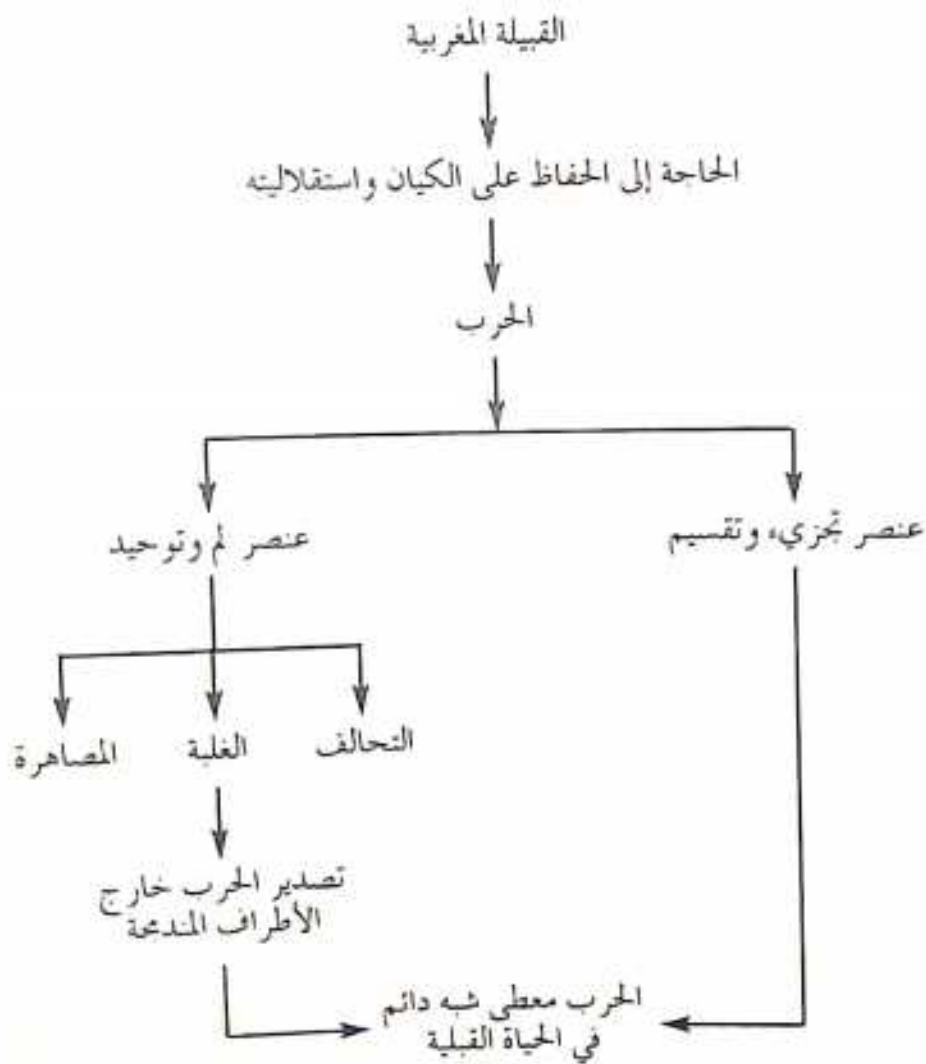 القبيلة المغربية
الحاجة إلى الحفاظ على الكيان واستقلاليته
الحرب
عنصر تجزيء وتقسيم
عنصر لم وتوحيد
التحالف
الغلبة
المصاهرة
تصدير الحرب خارج
الأطراف المندمجة
الحرب معطى شبه دائم
في الحياة القبلية